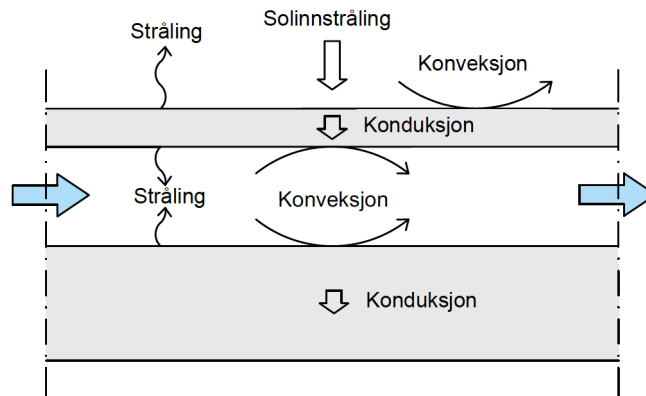 Stråling
Solinnstråling
Konveksjon
Konduksjon
Stråling
Konveksjon
Konduksjon